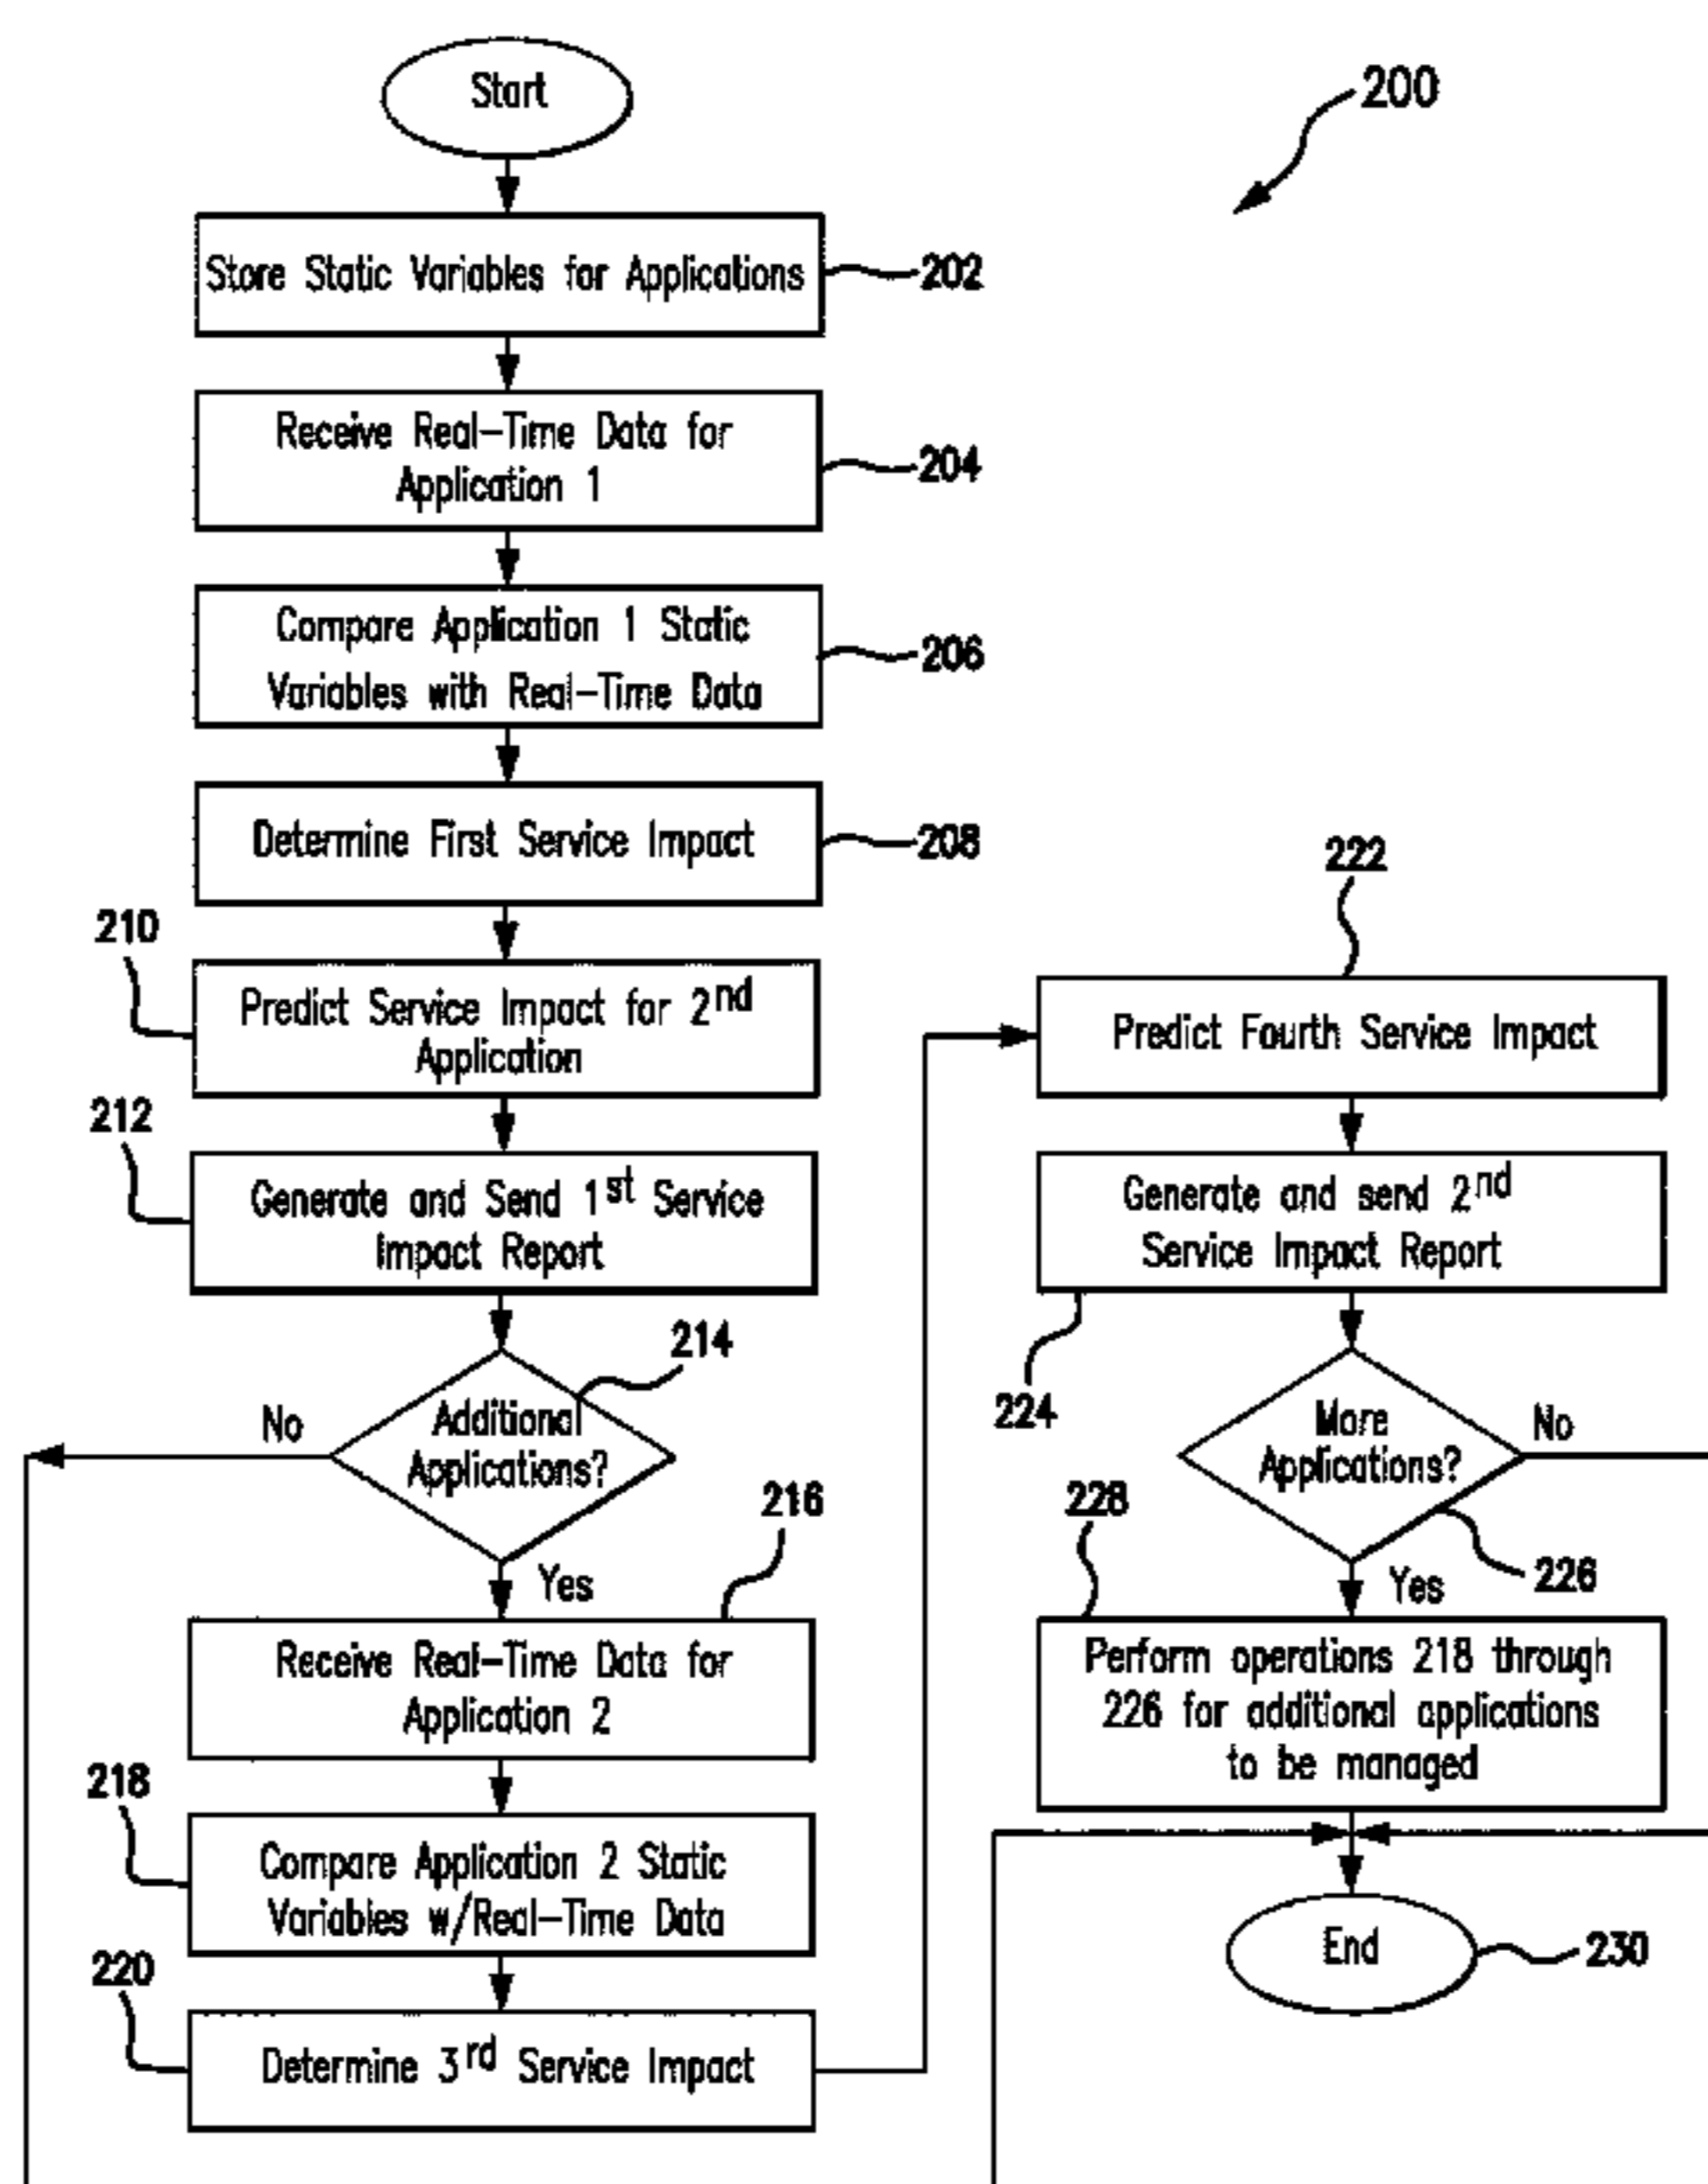 Start
200
Store Static Variables for Applications
202
Receive Real-Time Data for
Application 1
204
Compare Application 1 Static
Variables with Real-Time Data
206
Determine First Service Impact
208
210
Predict Service Impact for 2nd
Application
212
Generate and Send 1st Service
Impact Report
214
Additional
Applications?
No
Yes
216
Receive Real-Time Data for
Application 2
218
Compare Application 2 Static
Variables w/Real-Time Data
220
Determine 3rd Service Impact
222
Predict Fourth Service Impact
Generate and send 2nd
Service Impact Report
224
More
Applications?
No
226
Yes
228
Perform operations 218 through
226 for additional applications
to be managed
End
230